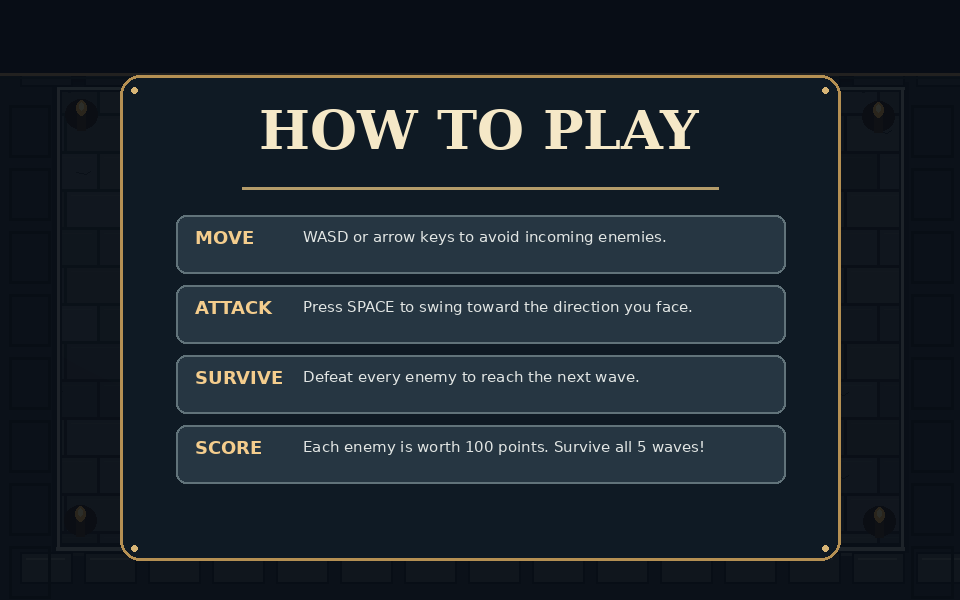 HOW TO PLAY
MOVE WASD or arrow keys to avoid incoming enemies.
ATTACK Press SPACE to swing toward the direction you face.
SURVIVE Defeat every enemy to reach the next wave.
SCORE Each enemy is worth 100 points. Survive all 5 waves!